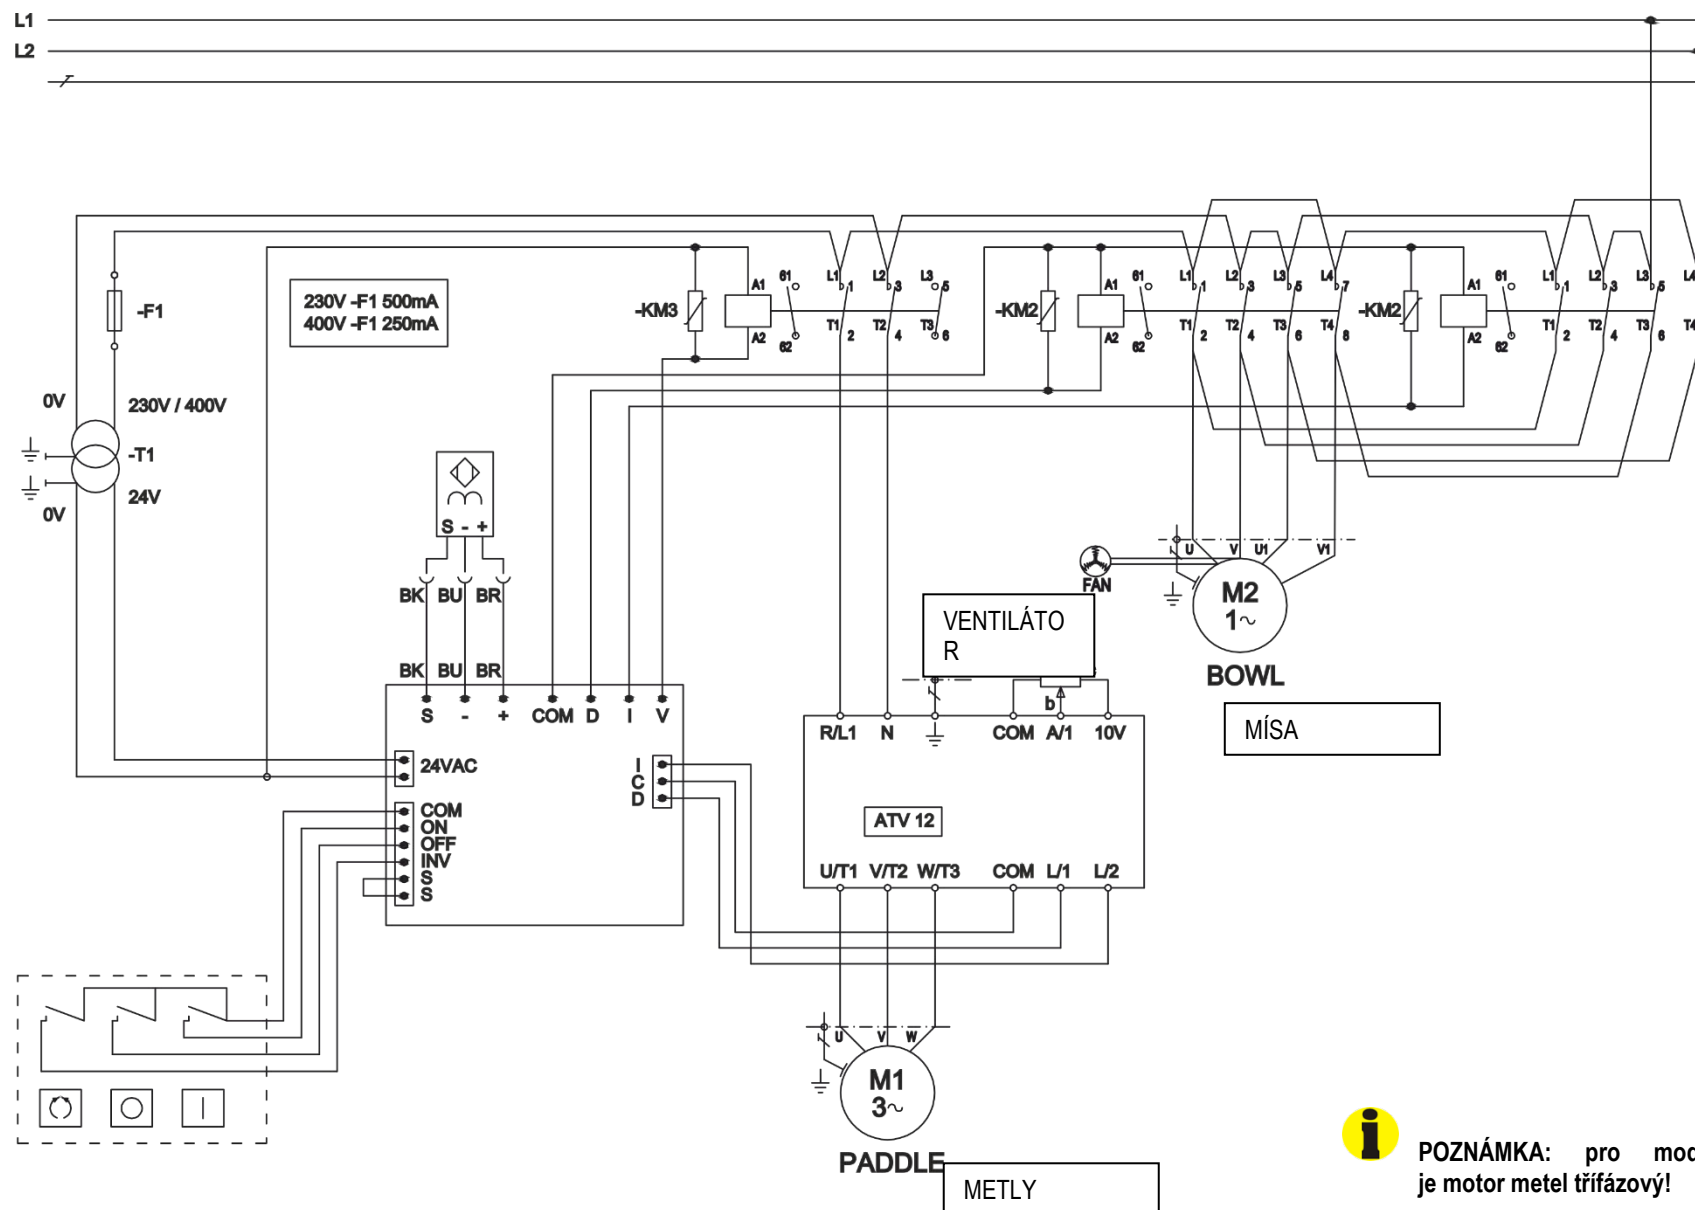 L1
L2
61 L1 L2 L3
A1 1 3 5
61 L1 L2 L3 L4
A1 1 3 5 7
61 L1 L2 L3 L4
A1 1 3 5
-F1
230V -F1 500mA
400V -F1 250mA
-KM3
-KM2
-KM2
A2 62 T1 2 T2 4 T3 6
A2 62 T1 2 T2 4 T3 6 T4 8
A2 62 T1 2 T2 4 T3 6 T4
0V 230V / 400V
-T1
24V
0V
S - +
BK BU BR
BK BU BR
S - + COM D I V
24VAC
COM
ON
OFF
INV
S
S
I
C
D
FAN
U V U1 V1
M2
1~
BOWL
MÍSA
VENTILÁTO
R
b
R/L1 N COM A/1 10V
ATV 12
U/T1 V/T2 W/T3 COM L/1 L/2
U V W
M1
3~
PADDLE
METLY
i
POZNÁMKA: pro mod
je motor metel třífázový!